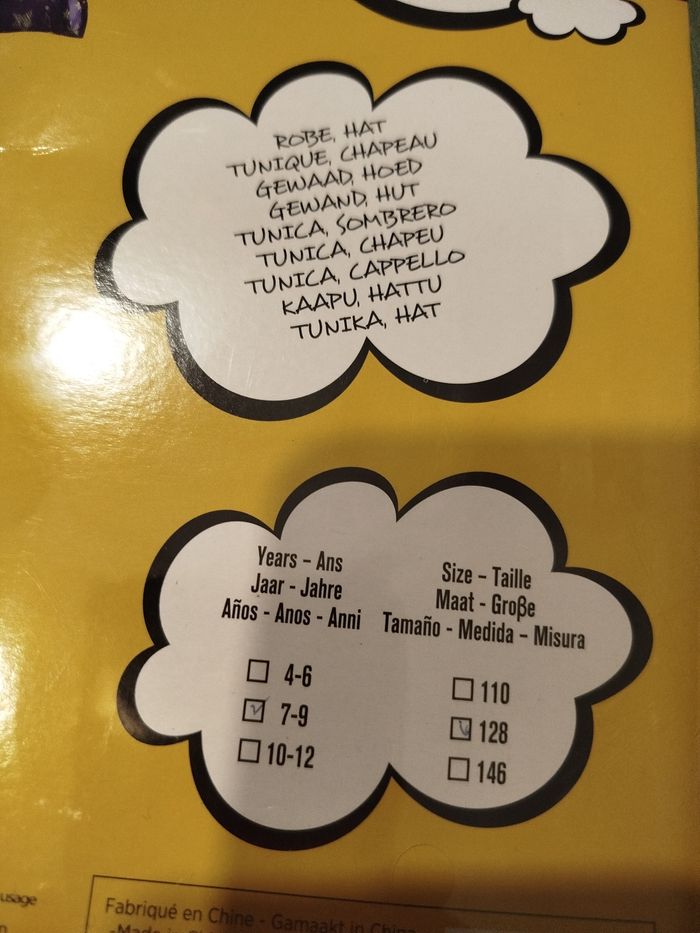 ROBE, HAT
TUNIQUE, CHAPEAU
GEWAAD, HOED
GEWAND, HUT
TUNICA, SOMBRERO
TUNICA, CHAPEU
TUNICA, CAPPELLO
KAAPU, HATTU
TUNIKA, HAT
Years - Ans
Jaar - Jahre
Años - Anos - Anni
4-6
7-9
10-12
Size - Taille
Maat - Groβe
Tamaño - Medida - Misura
110
128
146
usage
Fabriqué en Chine - Gamaakt in China